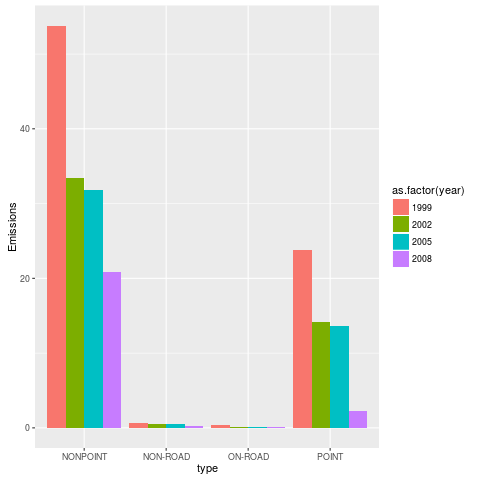 Emissions
40
20
0
NONPOINT NON-ROAD ON-ROAD POINT
type
as.factor(year)
1999
2002
2005
2008